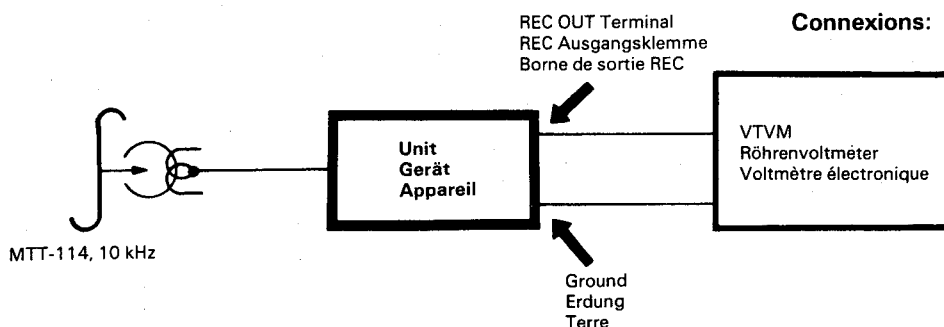 REC OUT Terminal
REC Ausgangsklemme
Borne de sortie REC
Connexions:
Unit
Gerät
Appareil
VTVM
Röhrenvoltmeter
Voltmètre électronique
MTT-114, 10 kHz
Ground
Erdung
Terre